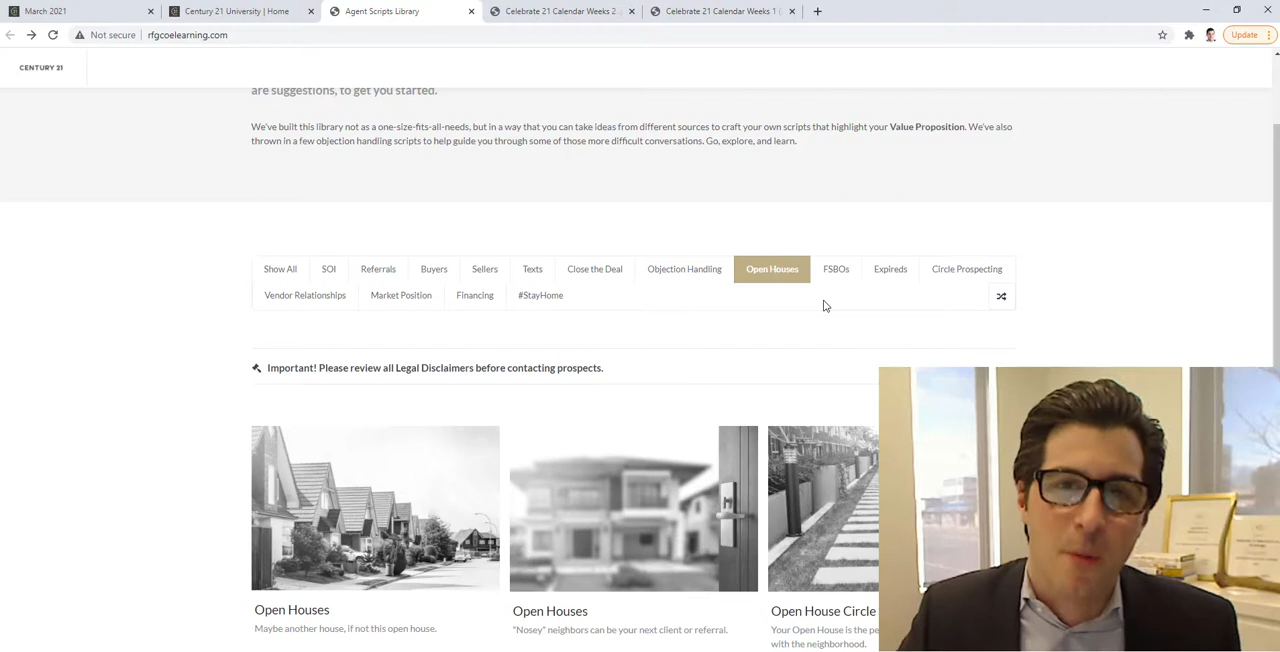 March 2021
Century 21 University | Home
Agent Scripts Library
Celebrate 21 Calendar Weeks 2
Celebrate 21 Calendar Weeks 1 (
Not secure
rfgcoelearning.com
Update
CENTURY 21
are suggestions, to get you started.
We've built this library not as a one-size-fits-all-needs, but in a way that you can take ideas from different sources to craft your own scripts that highlight your Value Proposition. We've also
thrown in a few objection handling scripts to help guide you through some of those more difficult conversations. Go, explore, and learn.
Show All SOI Referrals Buyers Sellers Texts Close the Deal Objection Handling Open Houses FSBOs Expireds Circle Prospecting
Vendor Relationships Market Position Financing #StayHome
Important! Please review all Legal Disclaimers before contacting prospects.
Open Houses
Maybe another house, if not this open house.
Open Houses
"Nosey" neighbors can be your next client or referral.
Open House Circle
Your Open House is the
with the neighborhood.